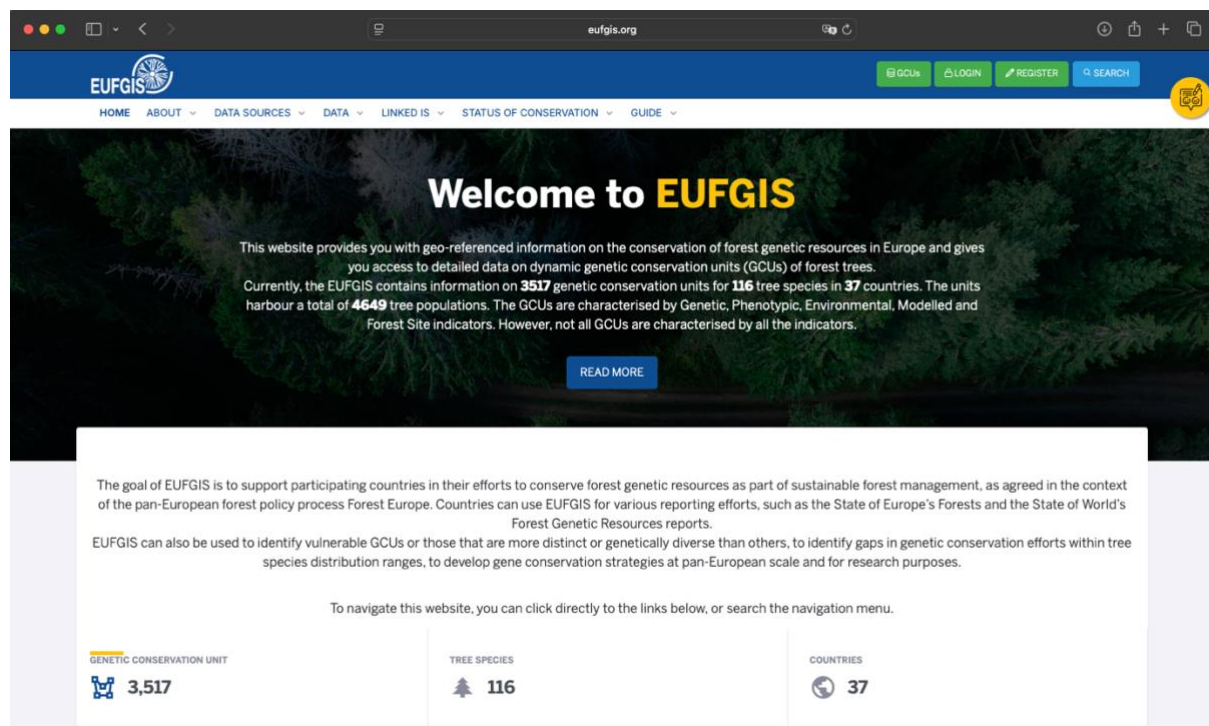 eufgis.org
EUFGIS
GCUs LOGIN REGISTER SEARCH
HOME ABOUT DATA SOURCES DATA LINKED IS STATUS OF CONSERVATION GUIDE
Welcome to EUFGIS
This website provides you with geo-referenced information on the conservation of forest genetic resources in Europe and gives
you access to detailed data on dynamic genetic conservation units (GCUs) of forest trees.
Currently, the EUFGIS contains information on 3517 genetic conservation units for 116 tree species in 37 countries. The units
harbour a total of 4649 tree populations. The GCUs are characterised by Genetic, Phenotypic, Environmental, Modelled and
Forest Site indicators. However, not all GCUs are characterised by all the indicators.
READ MORE
The goal of EUFGIS is to support participating countries in their efforts to conserve forest genetic resources as part of sustainable forest management, as agreed in the context
of the pan-European forest policy process Forest Europe. Countries can use EUFGIS for various reporting efforts, such as the State of Europe's Forests and the State of World's
Forest Genetic Resources reports.
EUFGIS can also be used to identify vulnerable GCUs or those that are more distinct or genetically diverse than others, to identify gaps in genetic conservation efforts within tree
species distribution ranges, to develop gene conservation strategies at pan-European scale and for research purposes.
To navigate this website, you can click directly to the links below, or search the navigation menu.
GENETIC CONSERVATION UNIT TREE SPECIES COUNTRIES
3,517 116 37